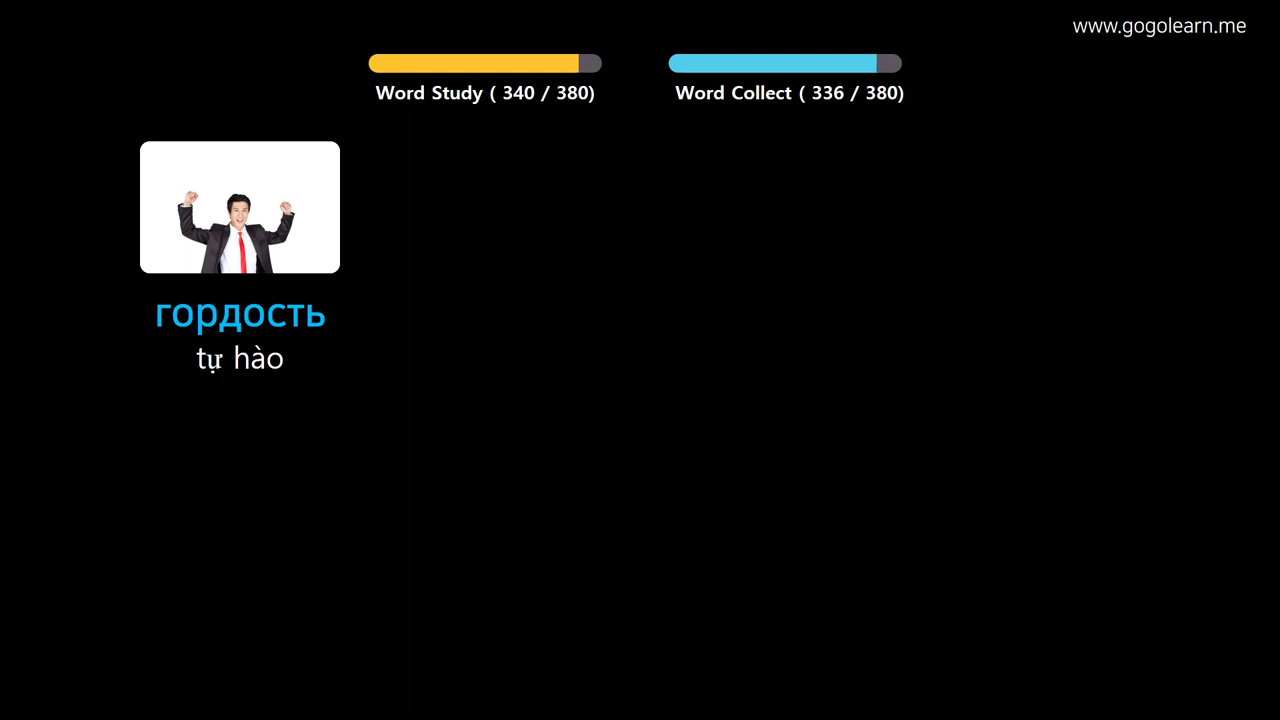 www.gogolearn.me
Word Study ( 340 / 380)
Word Collect ( 336 / 380)
гордость
tự hào